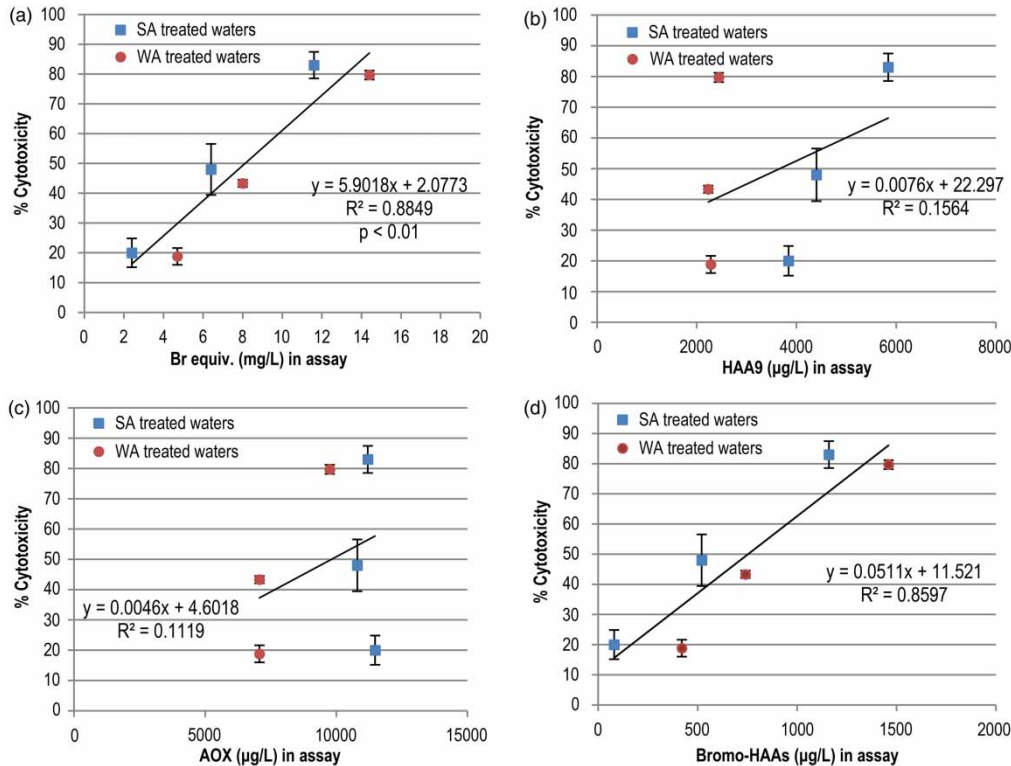 (a)
SA treated waters
WA treated waters
% Cytotoxicity
100
90
80
70
60
50
40
30
20
10
0
y = 5.9018x + 2.0773
R² = 0.8849
p < 0.01
0 2 4 6 8 10 12 14 16 18 20
Br equiv. (mg/L) in assay
(b)
SA treated waters
WA treated waters
% Cytotoxicity
100
90
80
70
60
50
40
30
20
10
0
y = 0.0076x + 22.297
R² = 0.1564
0 2000 4000 6000 8000
HAA9 (µg/L) in assay
(c)
SA treated waters
WA treated waters
% Cytotoxicity
100
90
80
70
60
50
40
30
20
10
0
y = 0.0046x + 4.6018
R² = 0.1119
0 5000 10000 15000
AOX (µg/L) in assay
(d)
SA treated waters
WA treated waters
% Cytotoxicity
100
90
80
70
60
50
40
30
20
10
0
y = 0.0511x + 11.521
R² = 0.8597
0 500 1000 1500 2000
Bromo-HAAs (µg/L) in assay